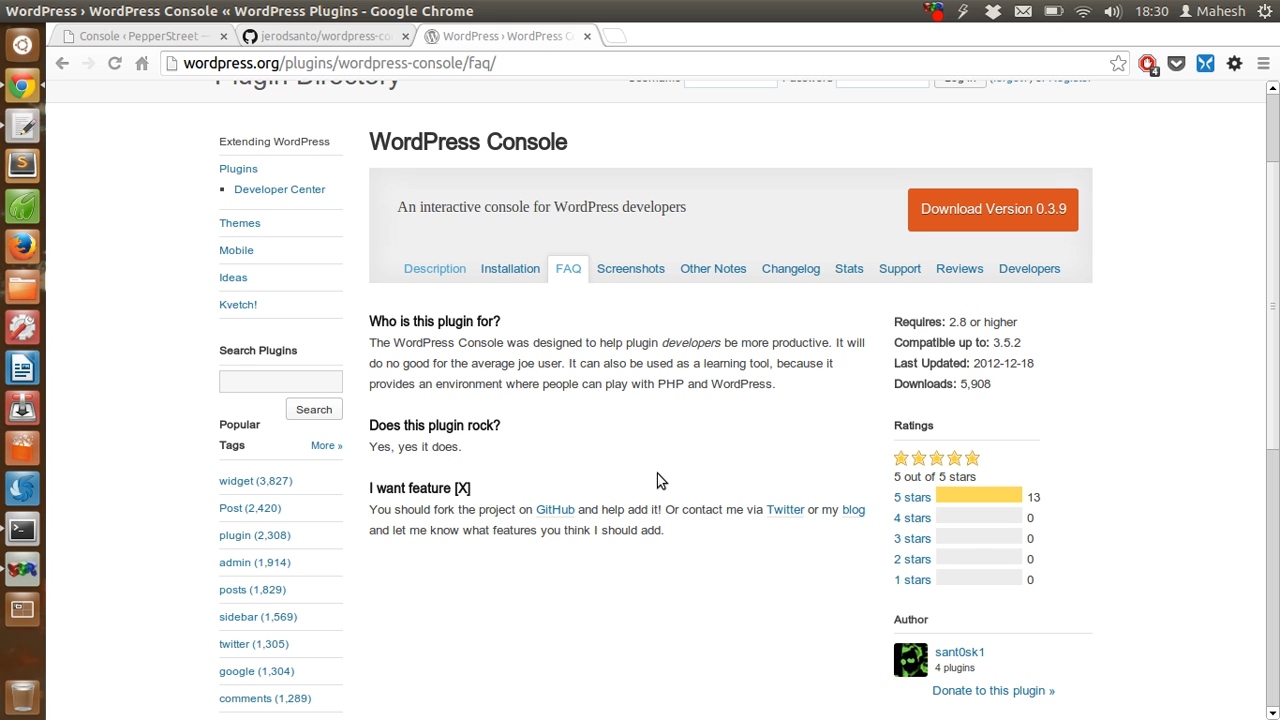 WordPress › WordPress Console « WordPress Plugins - Google Chrome
18:30
Mahesh
Console ‹ PepperStreet —
jerodsanto/wordpress-co
WordPress › WordPress C
wordpress.org/plugins/wordpress-console/faq/
4
Plugin Directory
Username
Password
Log in
(forgot?) or Register
Extending WordPress
Plugins
Developer Center
Themes
Mobile
Ideas
Kvetch!
Search Plugins
Search
Popular
Tags
More »
widget (3,827)
Post (2,420)
plugin (2,308)
admin (1,914)
posts (1,829)
sidebar (1,569)
twitter (1,305)
google (1,304)
comments (1,289)
WordPress Console
An interactive console for WordPress developers
Download Version 0.3.9
Description Installation FAQ Screenshots Other Notes Changelog Stats Support Reviews Developers
Who is this plugin for?
The WordPress Console was designed to help plugin developers be more productive. It will
do no good for the average joe user. It can also be used as a learning tool, because it
provides an environment where people can play with PHP and WordPress.
Does this plugin rock?
Yes, yes it does.
I want feature [X]
You should fork the project on GitHub and help add it! Or contact me via Twitter or my blog
and let me know what features you think I should add.
Requires: 2.8 or higher
Compatible up to: 3.5.2
Last Updated: 2012-12-18
Downloads: 5,908
Ratings
5 out of 5 stars
5 stars 13
4 stars 0
3 stars 0
2 stars 0
1 stars 0
Author
sant0sk1
4 plugins
Donate to this plugin »